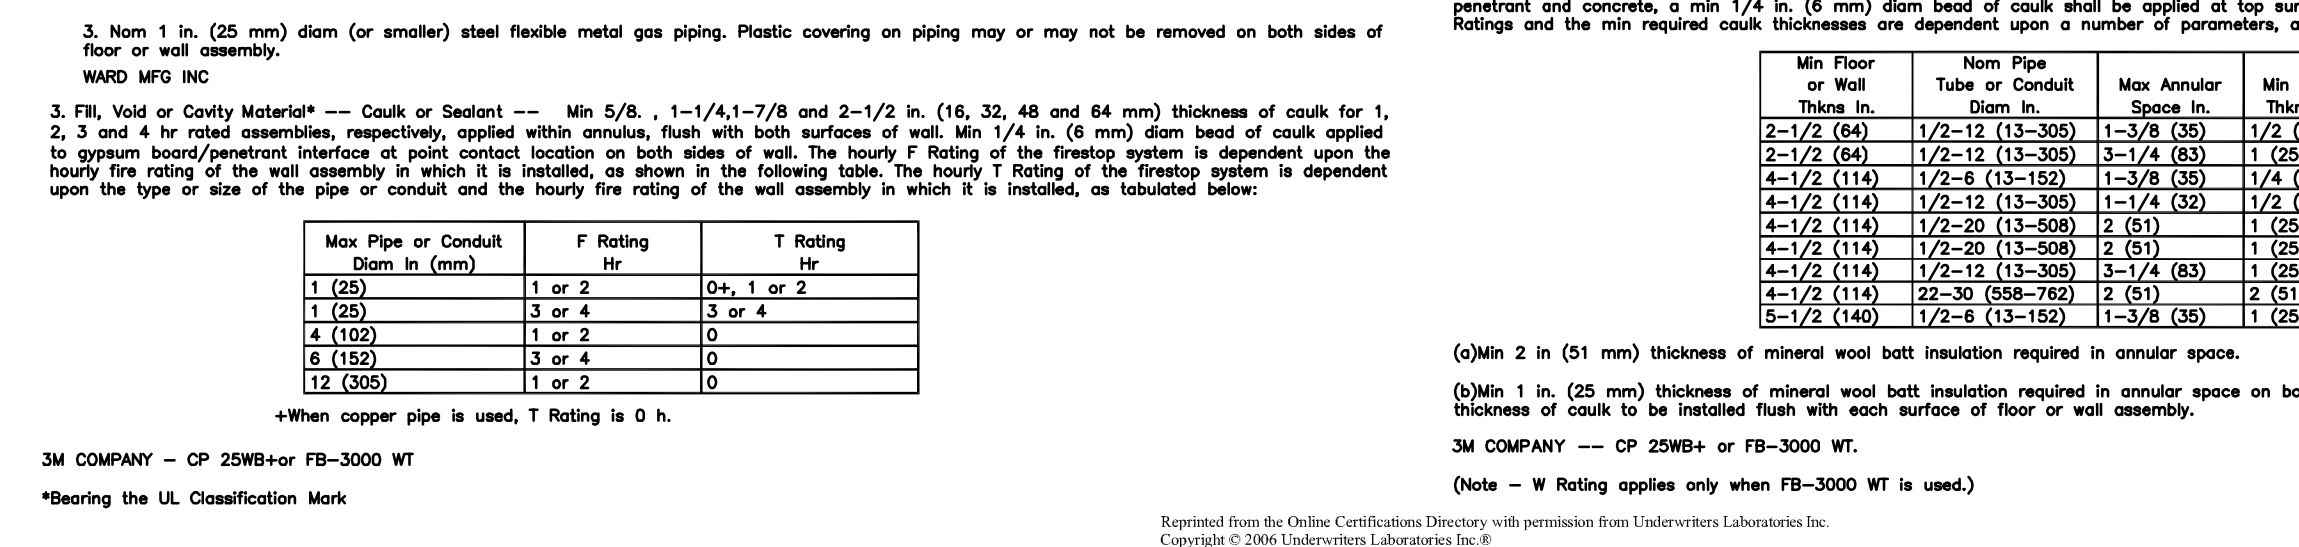 3. Nom 1 in. (25 mm) diam (or smaller) steel flexible metal gas piping. Plastic covering on piping may or may not be removed on both sides of
floor or wall assembly.
WARD MFG INC
3. Fill, Void or Cavity Material* -- Caulk or Sealant -- Min 5/8. , 1-1/4,1-7/8 and 2-1/2 in. (16, 32, 48 and 64 mm) thickness of caulk for 1,
2, 3 and 4 hr rated assemblies, respectively, applied within annulus, flush with both surfaces of wall. Min 1/4 in. (6 mm) diam bead of caulk applied
to gypsum board/penetrant interface at point contact location on both sides of wall. The hourly F Rating of the firestop system is dependent upon the
hourly fire rating of the wall assembly in which it is installed, as shown in the following table. The hourly T Rating of the firestop system is dependent
upon the type or size of the pipe or conduit and the hourly fire rating of the wall assembly in which it is installed, as tabulated below:
Max Pipe or Conduit F Rating T Rating
Diam In (mm) Hr Hr
1 (25) 1 or 2 0+, 1 or 2
1 (25) 3 or 4 3 or 4
4 (102) 1 or 2 0
6 (152) 3 or 4 0
12 (305) 1 or 2 0
+When copper pipe is used, T Rating is 0 h.
3M COMPANY - CP 25WB+or FB-3000 WT
*Bearing the UL Classification Mark
penetrant and concrete, a min 1/4 in. (6 mm) diam bead of caulk shall be applied at top
Ratings and the min required caulk thicknesses are dependent upon a number of parameters,
Min Floor Nom Pipe
or Wall Tube or Conduit Max Annular Min
Thkns In. Diam In. Space In.
2-1/2 (64) 1/2-12 (13-305) 1-3/8 (35) 1/2 (
2-1/2 (64) 1/2-12 (13-305) 3-1/4 (83) 1 (25
4-1/2 (114) 1/2-6 (13-152) 1-3/8 (35) 1/4 (
4-1/2 (114) 1/2-12 (13-305) 1-1/4 (32) 1/2 (
4-1/2 (114) 1/2-20 (13-508) 2 (51) 1 (25
4-1/2 (114) 1/2-20 (13-508) 2 (51) 1 (25
4-1/2 (114) 1/2-12 (13-305) 3-1/4 (83) 1 (25
4-1/2 (114) 22-30 (558-762) 2 (51) 2 (51
5-1/2 (140) 1/2-6 (13-152) 1-3/8 (35) 1 (25
(a)Min 2 in (51 mm) thickness of mineral wool batt insulation required in annular space.
(b)Min 1 in. (25 mm) thickness of mineral wool batt insulation required in annular space on
thickness of caulk to be installed flush with each surface of floor or wall assembly.
3M COMPANY -- CP 25WB+ or FB-3000 WT.
(Note - W Rating applies only when FB-3000 WT is used.)
Reprinted from the Online Certifications Directory with permission from Underwriters Laboratories Inc.
Copyright © 2006 Underwriters Laboratories Inc.®